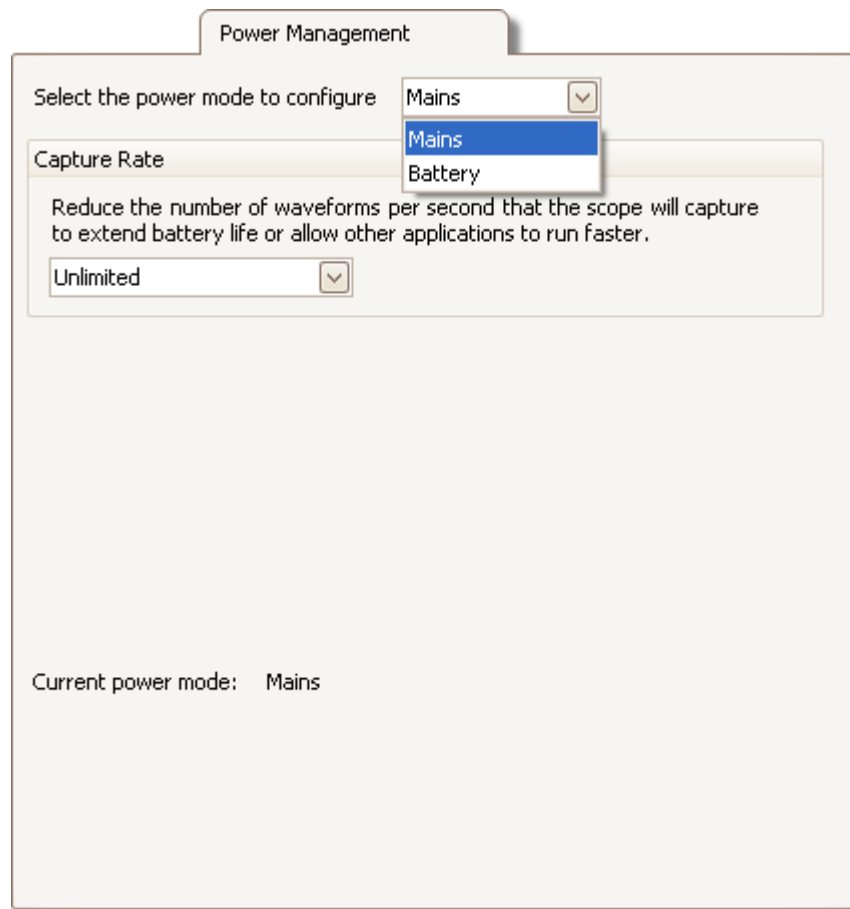 Power Management
Select the power mode to configure Mains
Mains
Battery
Capture Rate
Reduce the number of waveforms per second that the scope will capture
to extend battery life or allow other applications to run faster.
Unlimited
Current power mode: Mains